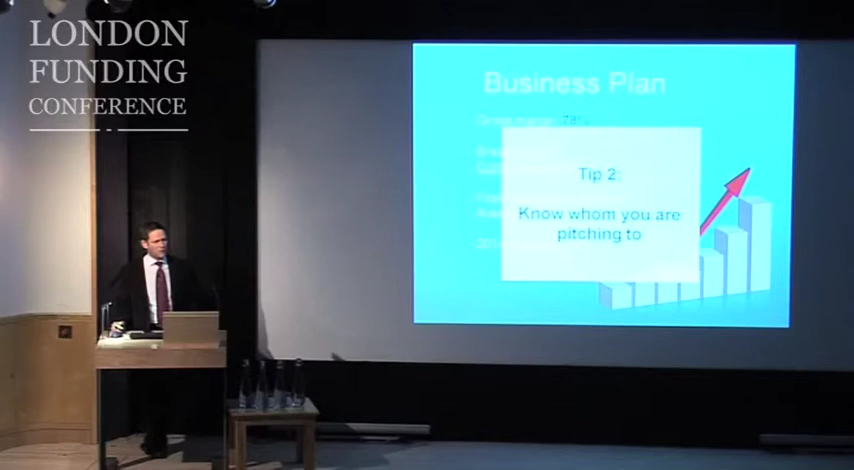 LONDON
FUNDING
CONFERENCE
Business Plan
Tip 2:
Know whom you are
pitching to